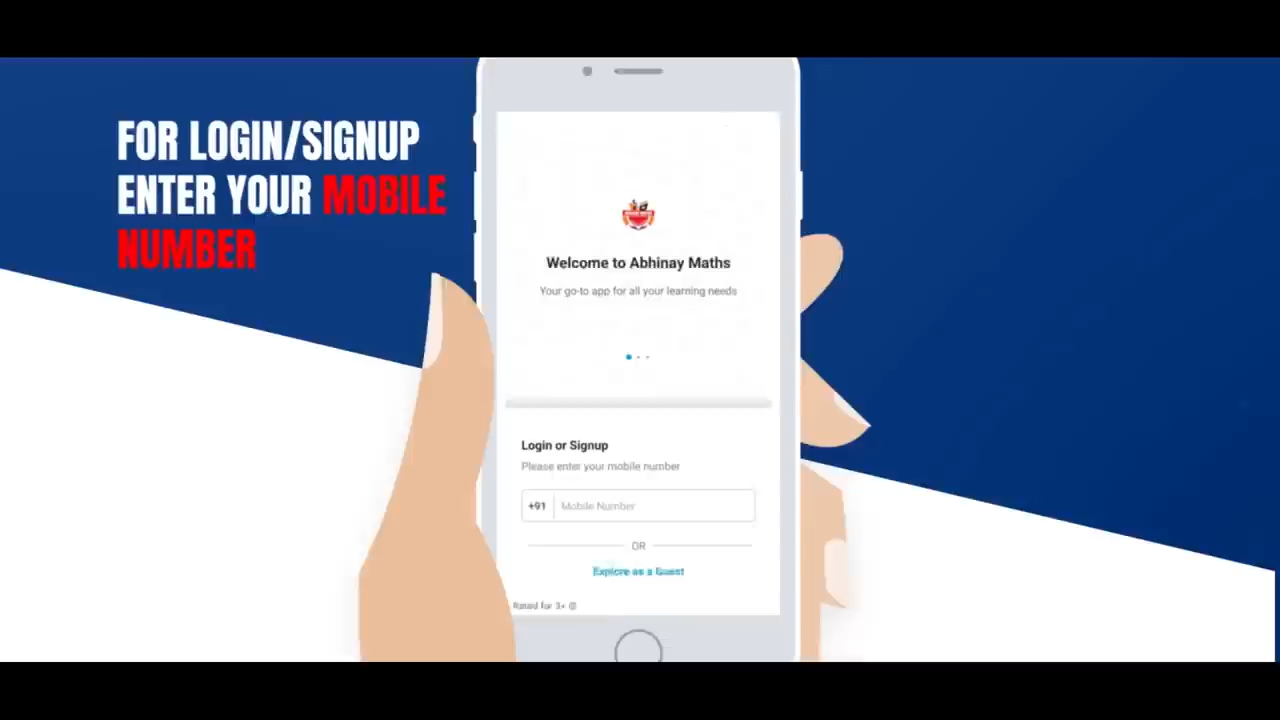 FOR LOGIN/SIGNUP
ENTER YOUR MOBILE
NUMBER
Welcome to Abhinay Maths
Your go-to app for all your learning needs
Login or Signup
Please enter your mobile number
+91 Mobile Number
OR
Explore as a Guest
Rated for 3+